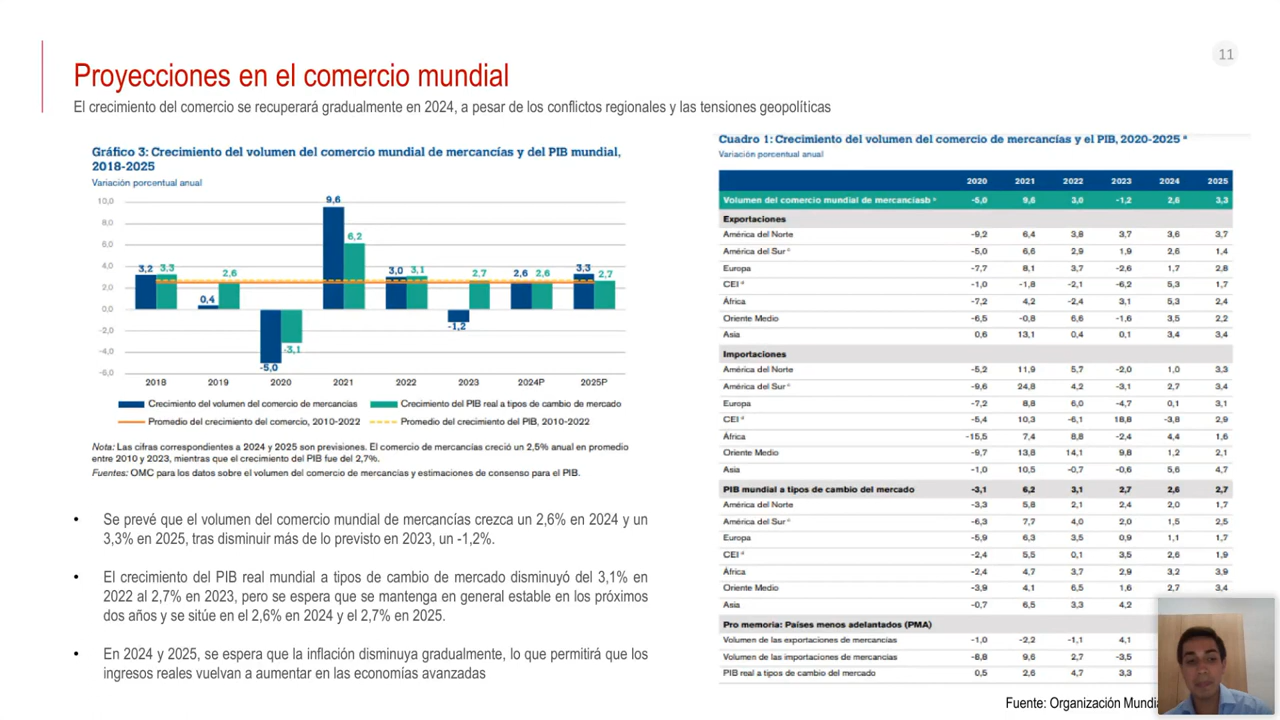 11
Proyecciones en el comercio mundial
El crecimiento del comercio se recuperará gradualmente en 2024, a pesar de los conflictos regionales y las tensiones geopolíticas
Gráfico 3: Crecimiento del volumen del comercio mundial de mercancías y del PIB mundial,
2018-2025
Variación porcentual anual
10,0
8,0
6,0
4,0
2,0
0,0
-2,0
-4,0
-6,0
3,2 3,3
0,4 2,6
-5,0 -3,1
9,6 6,2
3,0 3,1
-1,2 2,7
2,6 2,6
3,3 2,7
2018 2019 2020 2021 2022 2023 2024P 2025P
Crecimiento del volumen del comercio de mercancías Crecimiento del PIB real a tipos de cambio de mercado
Promedio del crecimiento del comercio, 2010-2022 Promedio del crecimiento del PIB, 2010-2022
Nota: Las cifras correspondientes a 2024 y 2025 son previsiones. El comercio de mercancías creció un 2,5% anual en promedio
entre 2010 y 2023, mientras que el crecimiento del PIB fue del 2,7%.
Fuentes: OMC para los datos sobre el volumen del comercio de mercancías y estimaciones de consenso para el PIB.
Se prevé que el volumen del comercio mundial de mercancías crezca un 2,6% en 2024 y un
3,3% en 2025, tras disminuir más de lo previsto en 2023, un -1,2%.
El crecimiento del PIB real mundial a tipos de cambio de mercado disminuyó del 3,1% en
2022 al 2,7% en 2023, pero se espera que se mantenga en general estable en los próximos
dos años y se sitúe en el 2,6% en 2024 y el 2,7% en 2025.
En 2024 y 2025, se espera que la inflación disminuya gradualmente, lo que permitirá que los
ingresos reales vuelvan a aumentar en las economías avanzadas
Cuadro 1: Crecimiento del volumen del comercio de mercancías y el PIB, 2020-2025 a
Variación porcentual anual
2020 2021 2022 2023 2024 2025
Volumen del comercio mundial de mercancíasb -5,0 9,6 3,0 -1,2 2,6 3,3
Exportaciones
América del Norte -9,2 6,4 3,8 3,7 3,6 3,7
América del Sur c -5,0 6,6 2,9 1,9 2,6 1,4
Europa -7,7 8,1 3,7 -2,6 1,7 2,8
CEI d -1,0 -1,8 -2,1 -6,2 5,3 1,7
África -7,2 4,2 -2,4 3,1 5,3 2,4
Oriente Medio -6,5 -0,8 6,6 -1,6 3,5 2,2
Asia 0,6 13,1 0,4 0,1 3,4 3,4
Importaciones
América del Norte -5,2 11,9 5,7 -2,0 1,0 3,3
América del Sur c -9,6 24,8 4,2 -3,1 2,7 3,4
Europa -7,2 8,8 6,0 -4,7 0,1 3,1
CEI d -5,4 10,3 -6,1 18,8 -3,8 2,9
África -15,5 7,4 8,8 -2,4 4,4 1,6
Oriente Medio -9,7 13,8 14,1 9,8 1,2 2,1
Asia -1,0 10,5 -0,7 -0,6 5,6 4,7
PIB mundial a tipos de cambio del mercado -3,1 6,2 3,1 2,7 2,6 2,7
América del Norte -3,3 5,8 2,1 2,4 2,0 1,7
América del Sur c -6,3 7,7 4,0 2,0 1,5 2,5
Europa -5,9 6,3 3,5 0,9 1,1 1,7
CEI d -2,4 5,5 0,1 3,5 2,6 1,9
África -2,4 4,7 3,7 2,9 3,2 3,9
Oriente Medio -3,9 4,1 6,5 1,6 2,7 3,4
Asia -0,7 6,5 3,3 4,2
Pro memoria: Países menos adelantados (PMA)
Volumen de las exportaciones de mercancías -1,0 -2,2 -1,1 4,1
Volumen de las importaciones de mercancías -8,8 9,6 2,7 -3,5
PIB real a tipos de cambio del mercado 0,5 2,6 4,7 3,3
Fuente: Organización